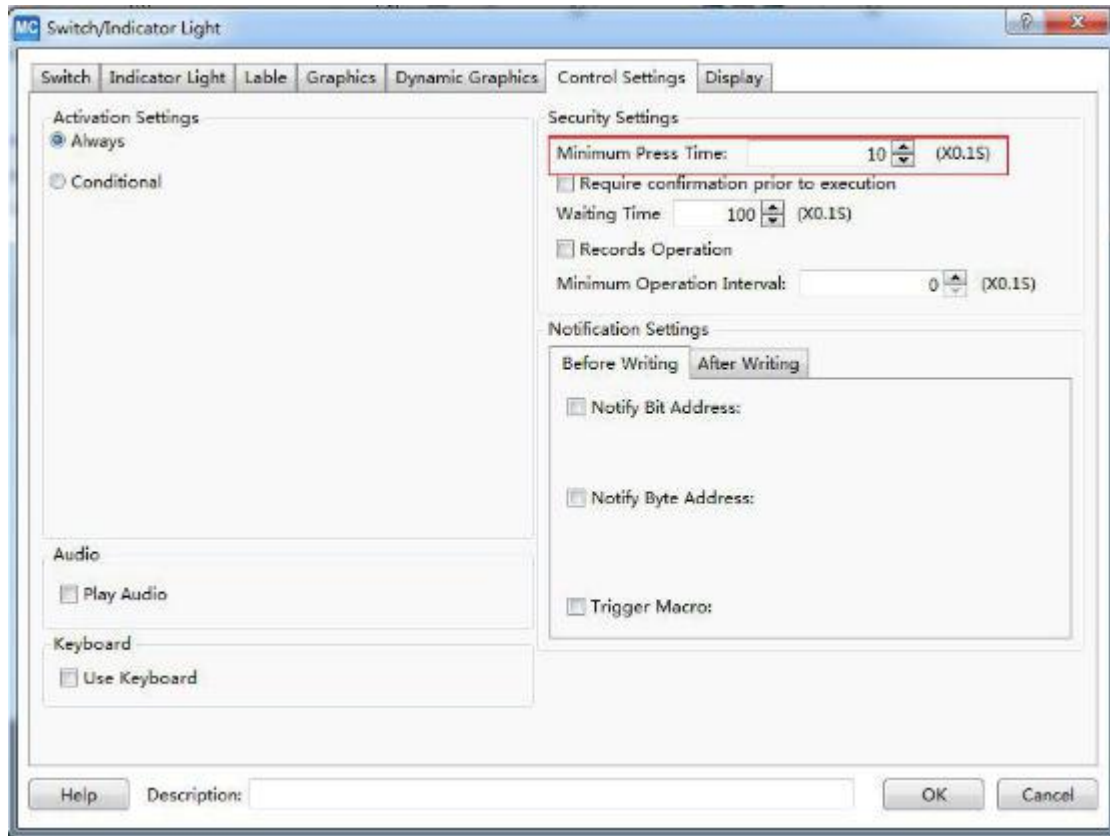 MC Switch/Indicator Light
Switch Indicator Light Lable Graphics Dynamic Graphics Control Settings Display
Activation Settings
Always
Conditional
Security Settings
Minimum Press Time: 10 (X0.1S)
Require confirmation prior to execution
Waiting Time 100 (X0.1S)
Records Operation
Minimum Operation Interval: 0 (X0.1S)
Notification Settings
Before Writing After Writing
Notify Bit Address:
Notify Byte Address:
Trigger Macro:
Audio
Play Audio
Keyboard
Use Keyboard
Help Description: OK Cancel